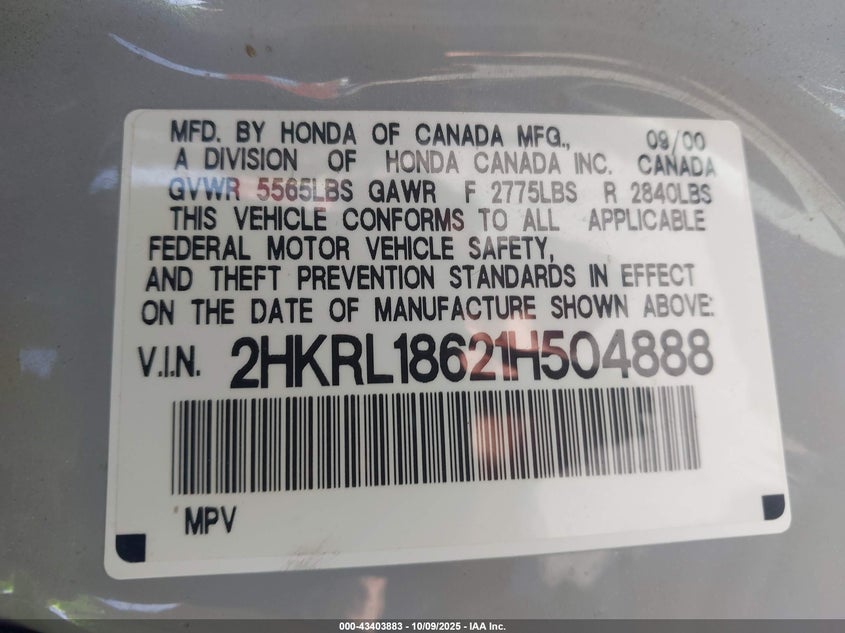 MFD. BY HONDA OF CANADA MFG., 09/00
A DIVISION OF HONDA CANADA INC. CANADA
GVWR 5565LBS GAWR F 2775LBS R 2840LBS
THIS VEHICLE CONFORMS TO ALL APPLICABLE
FEDERAL MOTOR VEHICLE SAFETY,
AND THEFT PREVENTION STANDARDS IN EFFECT
ON THE DATE OF MANUFACTURE SHOWN ABOVE:
V.I.N. 2HKRL18621H504888
MPV
000-43403883 - 10/09/2025 - IAA Inc.